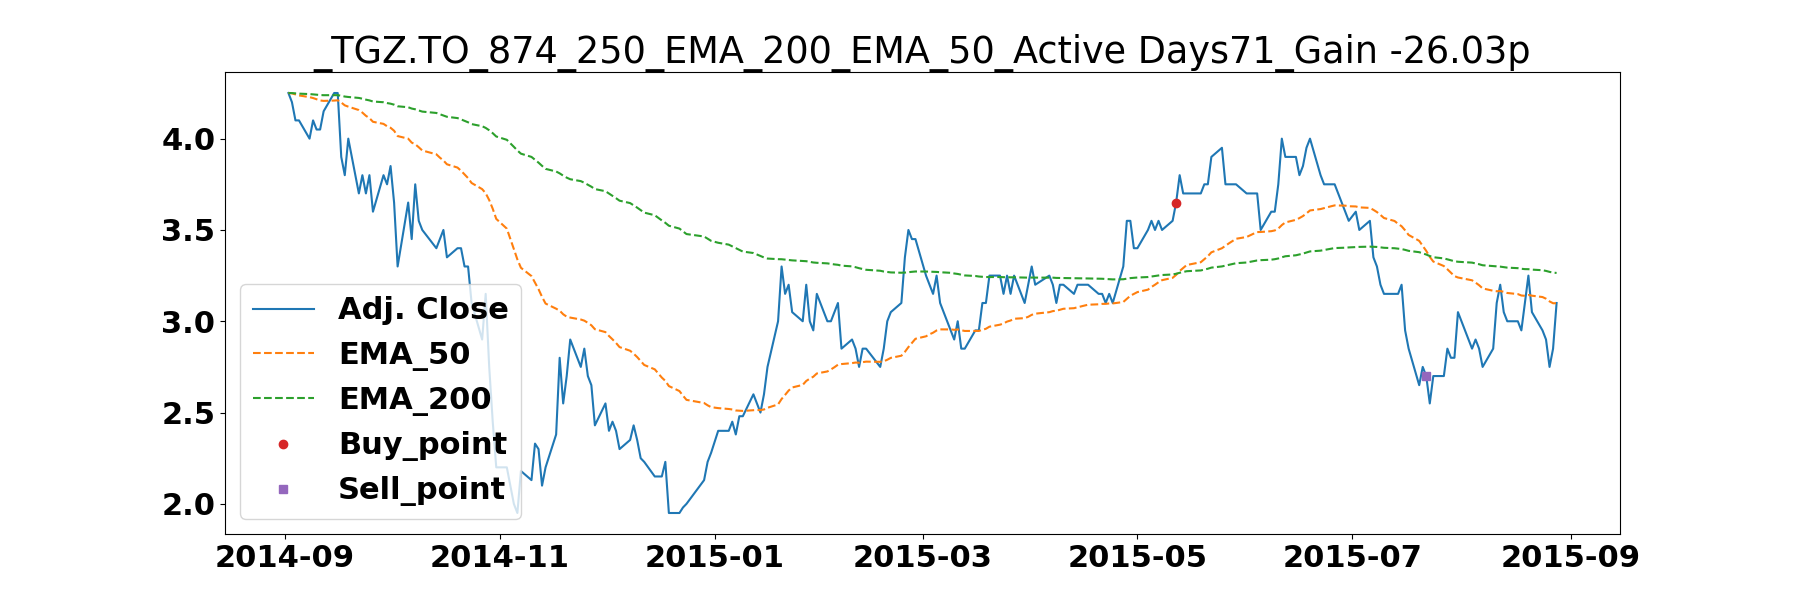 _TGZ.TO_874_250_EMA_200_EMA_50_Active Days71_Gain -26.03p
4.0
3.5
3.0
2.5
2.0
Adj. Close
EMA_50
EMA_200
Buy_point
Sell_point
2014-09 2014-11 2015-01 2015-03 2015-05 2015-07 2015-09